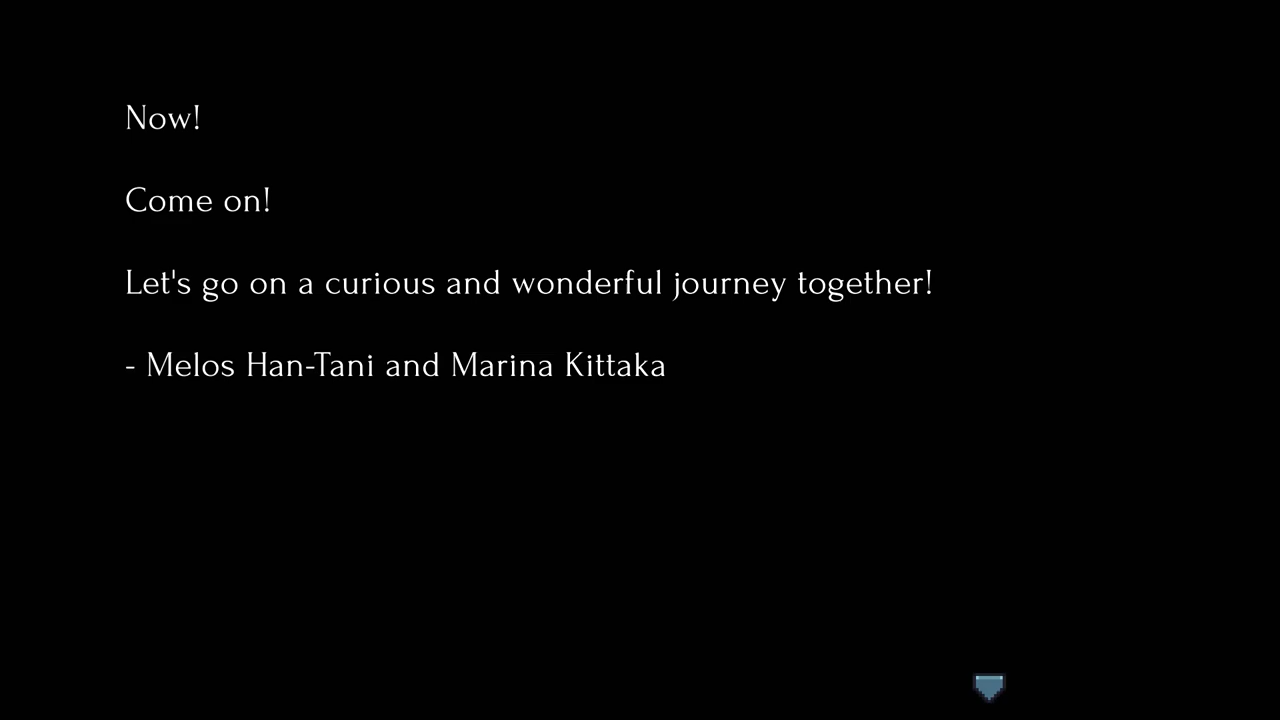 Now!
Come on!
Let's go on a curious and wonderful journey together!
- Melos Han-Tani and Marina Kittaka